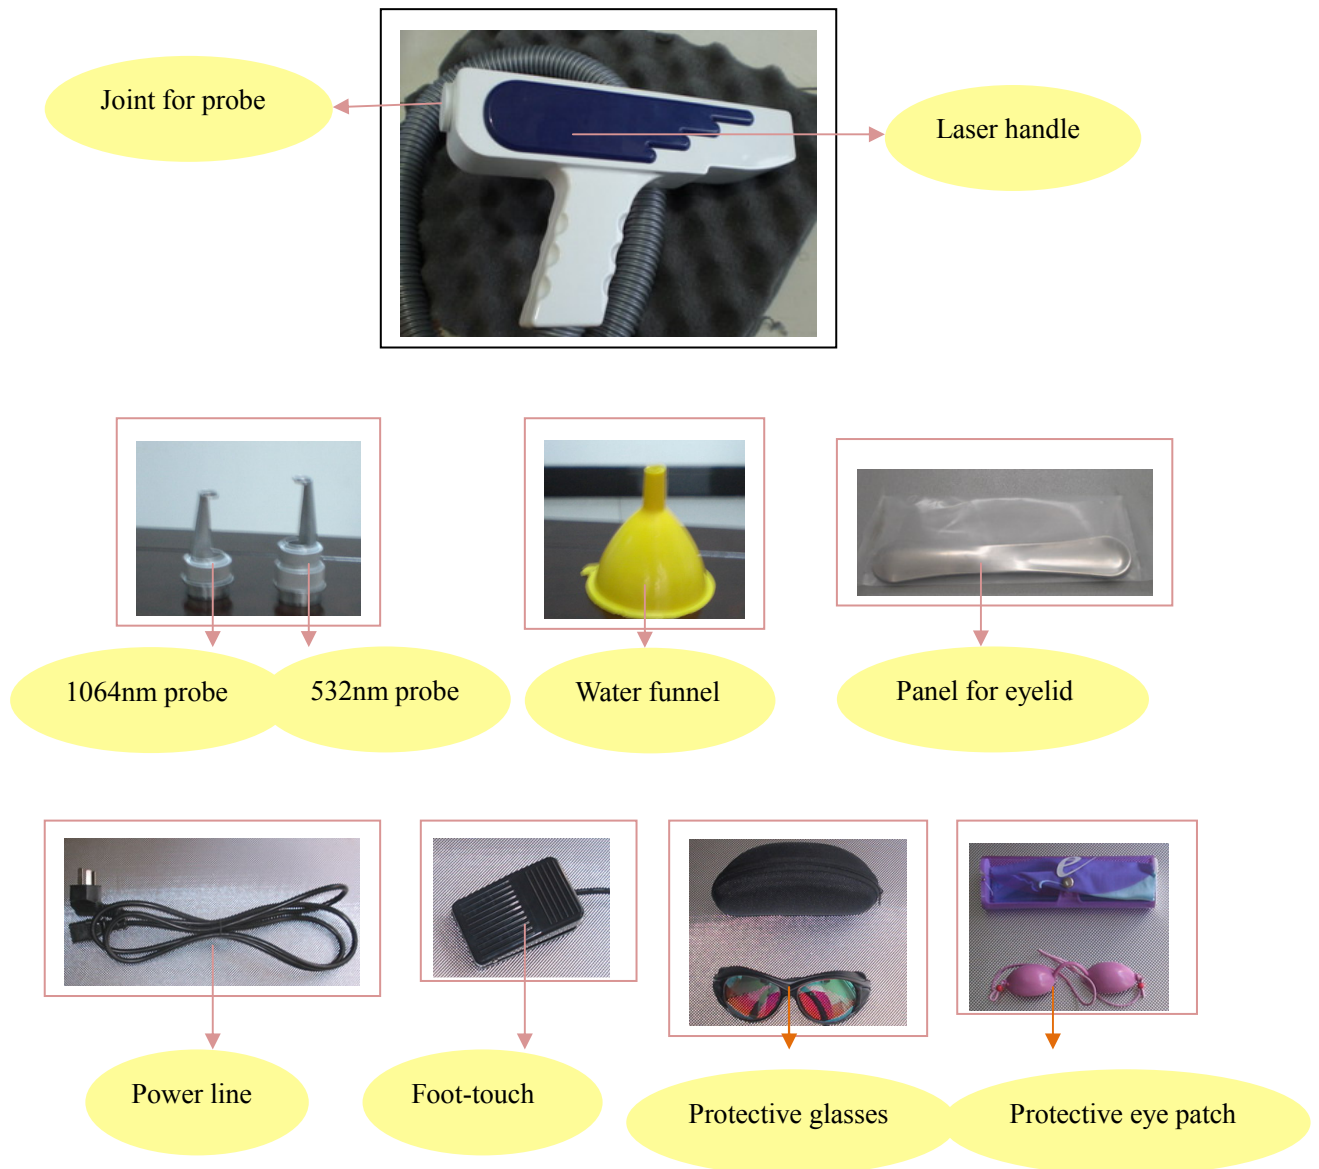 Joint for probe
Laser handle
1064nm probe
532nm probe
Water funnel
Panel for eyelid
Power line
Foot-touch
Protective glasses
Protective eye patch